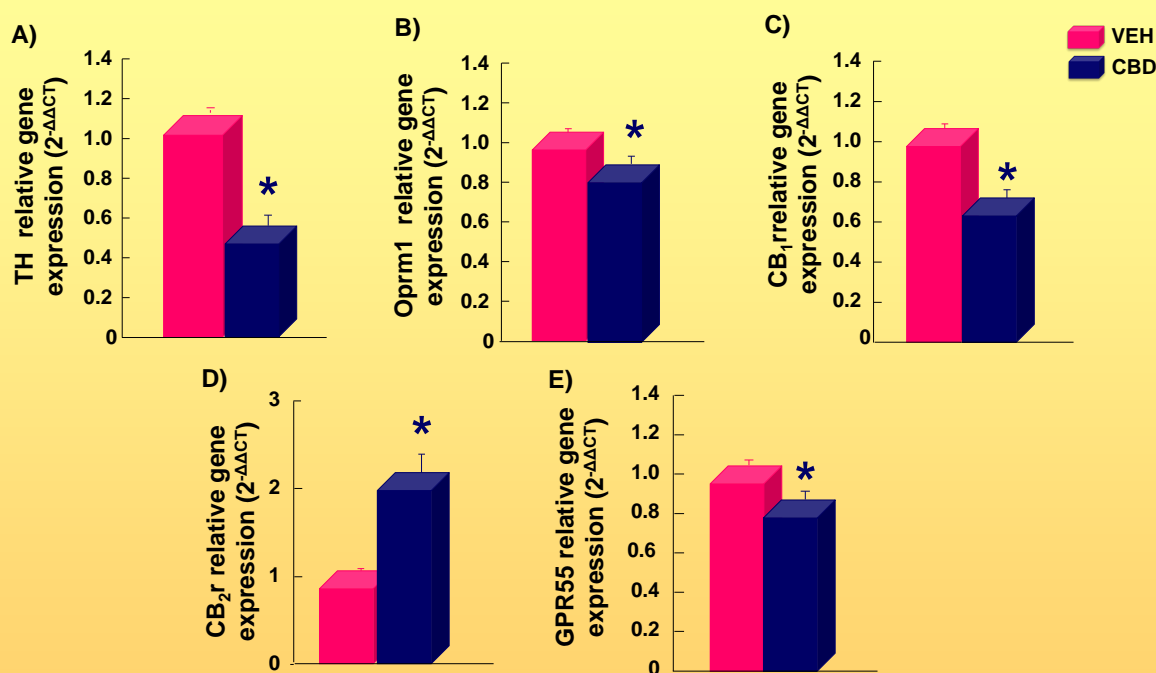 A)
TH relative gene
expression (2-ΔΔCT)
1.4
1.2
1.0
0.8
0.6
0.4
0.2
0
*
B)
Oprm1 relative gene
expression (2-ΔΔCT)
1.4
1.2
1.0
0.8
0.6
0.4
0.2
0
*
C)
CB1rrelative gene
expression (2-ΔΔCT)
1.4
1.2
1.0
0.8
0.6
0.4
0.2
0
*
VEH
CBD
D)
CB2r relative gene
expression (2-ΔΔCT)
3
2
1
0
*
E)
GPR55 relative gene
expression (2-ΔΔCT)
1.4
1.2
1.0
0.8
0.6
0.4
0.2
0
*